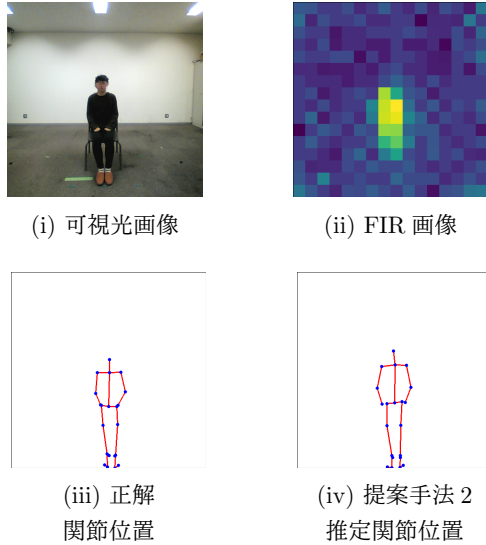 (i) 可視光画像
(ii) FIR 画像
(iii) 正解
関節位置
(iv) 提案手法 2
推定関節位置